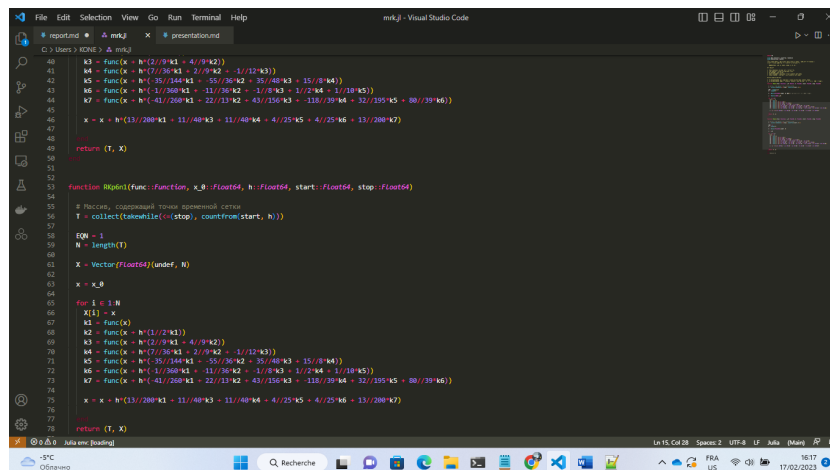 File Edit Selection View Go Run Terminal Help mrk.jl - Visual Studio Code
report.md ● mrk.jl × presentation.md
C: > Users > KONE > mrk.jl
40 k3 = func(x + h*(2//9*k1 + 4//9*k2))
41 k4 = func(x + h*(7//36*k1 + 2//9*k2 + -1//12*k3))
42 k5 = func(x + h*(-35//144*k1 + -55//36*k2 + 35//48*k3 + 15//8*k4))
43 k6 = func(x + h*(-1//360*k1 + -11//36*k2 + -1//8*k3 + 1//2*k4 + 1//10*k5))
44 k7 = func(x + h*(-41//260*k1 + 22//13*k2 + 43//156*k3 + -118//39*k4 + 32//195*k5 + 80//39*k6))
45
46 x = x + h*(13//200*k1 + 11//40*k3 + 11//40*k4 + 4//25*k5 + 4//25*k6 + 13//200*k7)
47
48
49 return (T, X)
50
51
52
53 function RKp6n1(func::Function, x_0::Float64, h::Float64, start::Float64, stop::Float64)
54
55 # Массив, содержащий точки временной сетки
56 T = collect(takewhile(<=(stop), countfrom(start, h)))
57
58 EQN = 1
59 N = length(T)
60
61 X = Vector{Float64}(undef, N)
62
63 x = x_0
64
65 for i ∈ 1:N
66 X[i] = x
67 k1 = func(x)
68 k2 = func(x + h*(1//2*k1))
69 k3 = func(x + h*(2//9*k1 + 4//9*k2))
70 k4 = func(x + h*(7//36*k1 + 2//9*k2 + -1//12*k3))
71 k5 = func(x + h*(-35//144*k1 + -55//36*k2 + 35//48*k3 + 15//8*k4))
72 k6 = func(x + h*(-1//360*k1 + -11//36*k2 + -1//8*k3 + 1//2*k4 + 1//10*k5))
73 k7 = func(x + h*(-41//260*k1 + 22//13*k2 + 43//156*k3 + -118//39*k4 + 32//195*k5 + 80//39*k6))
74
75 x = x + h*(13//200*k1 + 11//40*k3 + 11//40*k4 + 4//25*k5 + 4//25*k6 + 13//200*k7)
76
77
78 return (T, X)
0 0 Julia env: [loading] Ln 15, Col 28 Spaces: 2 UTF-8 LF Julia (Main)
-5°C
Облачно
Recherche
FRA
US
16:17
17/02/2023